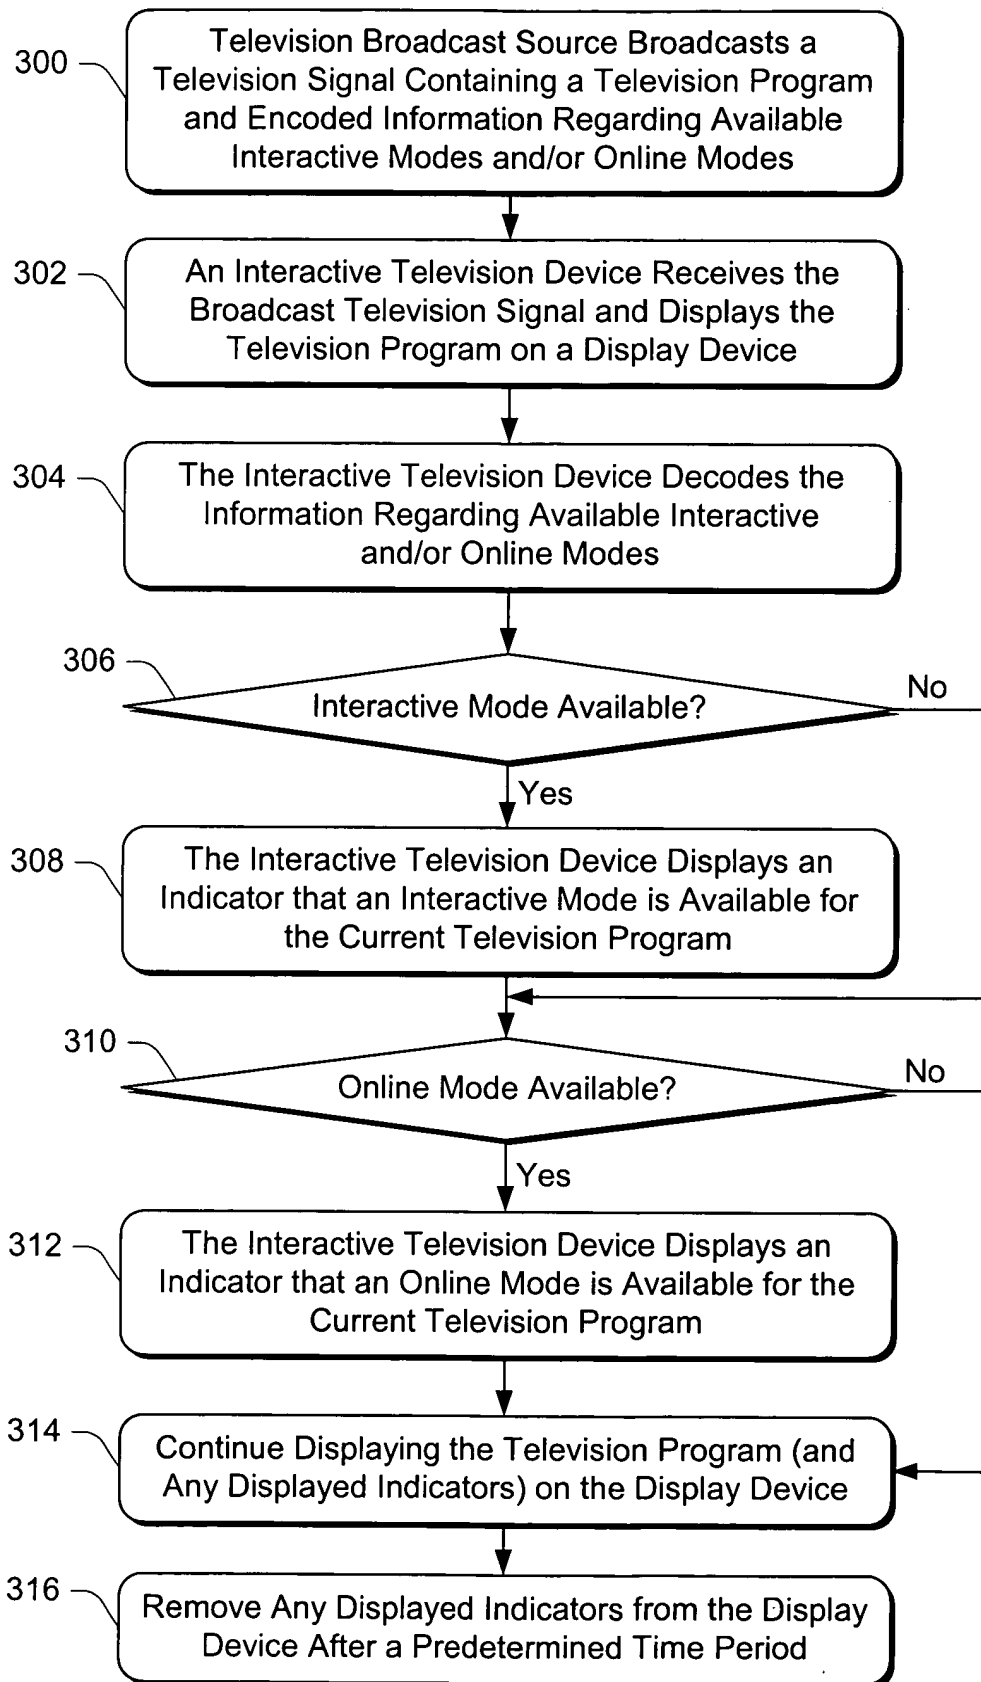 300
Television Broadcast Source Broadcasts a
Television Signal Containing a Television Program
and Encoded Information Regarding Available
Interactive Modes and/or Online Modes
302
An Interactive Television Device Receives the
Broadcast Television Signal and Displays the
Television Program on a Display Device
304
The Interactive Television Device Decodes the
Information Regarding Available Interactive
and/or Online Modes
306
Interactive Mode Available?
No
Yes
308
The Interactive Television Device Displays an
Indicator that an Interactive Mode is Available for
the Current Television Program
310
Online Mode Available?
No
Yes
312
The Interactive Television Device Displays an
Indicator that an Online Mode is Available for the
Current Television Program
314
Continue Displaying the Television Program (and
Any Displayed Indicators) on the Display Device
316
Remove Any Displayed Indicators from the Display
Device After a Predetermined Time Period